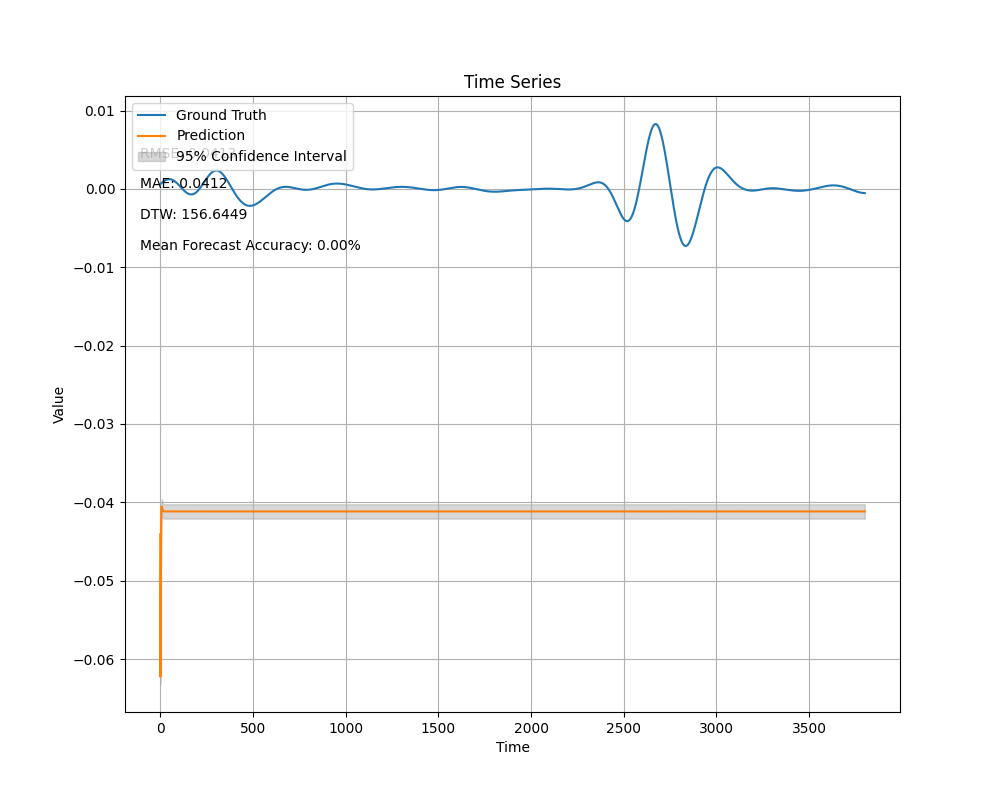 Time Series
Ground Truth
Prediction
95% Confidence Interval
MAE: 0.0412
DTW: 156.6449
Mean Forecast Accuracy: 0.00%
0.01
0.00
−0.01
−0.02
−0.03
−0.04
−0.05
−0.06
Value
0
500
1000
1500
2000
2500
3000
3500
Time